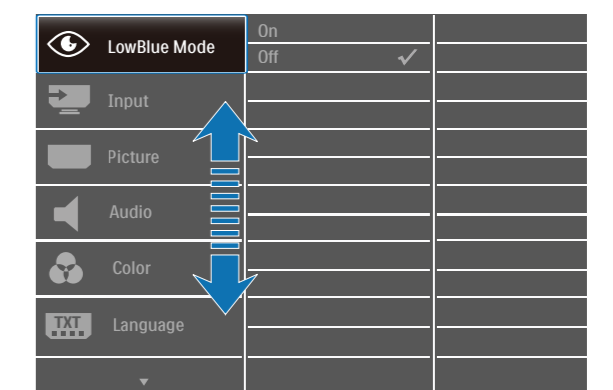 LowBlue Mode
On
Off
Input
Picture
Audio
Color
TXT
Language